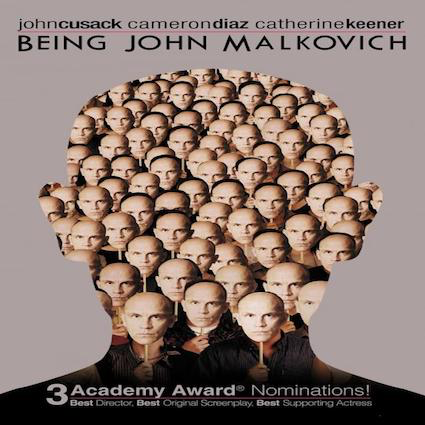 johncusack camerondiaz catherinekeener
BEING JOHN MALKOVICH
3 Academy Award® Nominations!
Best Director, Best Original Screenplay, Best Supporting Actress